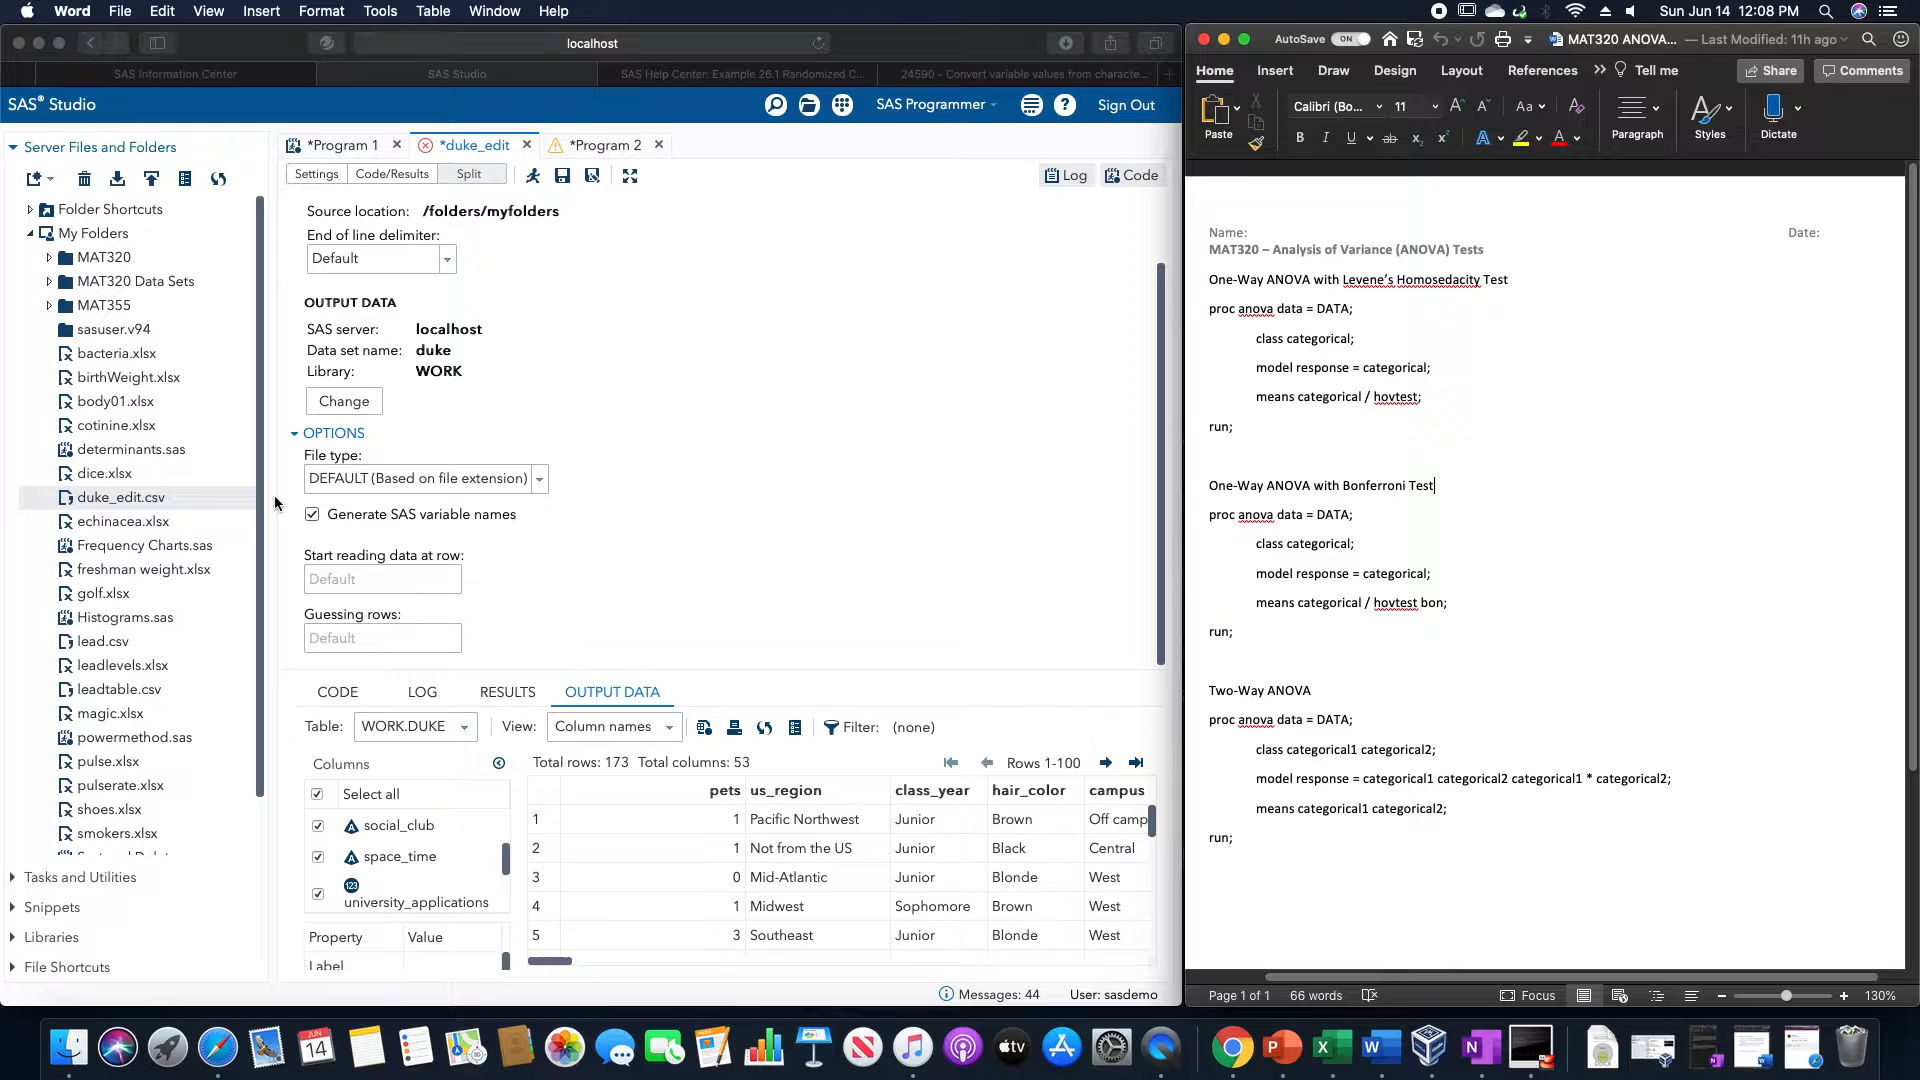 Word File Edit View Insert Format Tools Table Window Help
Sun Jun 14 12:08 PM
localhost
SAS Information Center
SAS Studio
SAS Help Center: Example 26.1 Randomized C...
24590 - Convert variable values from characte...
SAS® Studio
SAS Programmer
Sign Out
Server Files and Folders
Folder Shortcuts
My Folders
MAT320
MAT320 Data Sets
MAT355
sasuser.v94
bacteria.xlsx
birthWeight.xlsx
body01.xlsx
cotinine.xlsx
determinants.sas
dice.xlsx
duke_edit.csv
echinacea.xlsx
Frequency Charts.sas
freshman weight.xlsx
golf.xlsx
Histograms.sas
lead.csv
leadlevels.xlsx
leadtable.csv
magic.xlsx
powermethod.sas
pulse.xlsx
pulserate.xlsx
shoes.xlsx
smokers.xlsx
Tasks and Utilities
Snippets
Libraries
File Shortcuts
*Program 1
*duke_edit
*Program 2
Settings Code/Results Split
Log Code
Source location: /folders/myfolders
End of line delimiter:
Default
OUTPUT DATA
SAS server: localhost
Data set name: duke
Library: WORK
Change
OPTIONS
File type:
DEFAULT (Based on file extension)
Generate SAS variable names
Start reading data at row:
Default
Guessing rows:
Default
CODE LOG RESULTS OUTPUT DATA
Table: WORK.DUKE View: Column names Filter: (none)
Columns
Total rows: 173 Total columns: 53 Rows 1-100
Select all
social_club
space_time
123
university_applications
Property Value
Label
pets us_region class_year hair_color campus
1 1 Pacific Northwest Junior Brown Off camp
2 1 Not from the US Junior Black Central
3 0 Mid-Atlantic Junior Blonde West
4 1 Midwest Sophomore Brown West
5 3 Southeast Junior Blonde West
Messages: 44 User: sasdemo
AutoSave ON MAT320 ANOVA... — Last Modified: 11h ago
Home Insert Draw Design Layout References Tell me Share Comments
Paste
Calibri (Bo... 11
Paragraph Styles Dictate
Name: Date:
MAT320 – Analysis of Variance (ANOVA) Tests
One-Way ANOVA with Levene's Homosedacity Test
proc anova data = DATA;
class categorical;
model response = categorical;
means categorical / hovtest;
run;
One-Way ANOVA with Bonferroni Test
proc anova data = DATA;
class categorical;
model response = categorical;
means categorical / hovtest bon;
run;
Two-Way ANOVA
proc anova data = DATA;
class categorical1 categorical2;
model response = categorical1 categorical2 categorical1 * categorical2;
means categorical1 categorical2;
run;
Page 1 of 1 66 words Focus 130%
JUN
14
tv